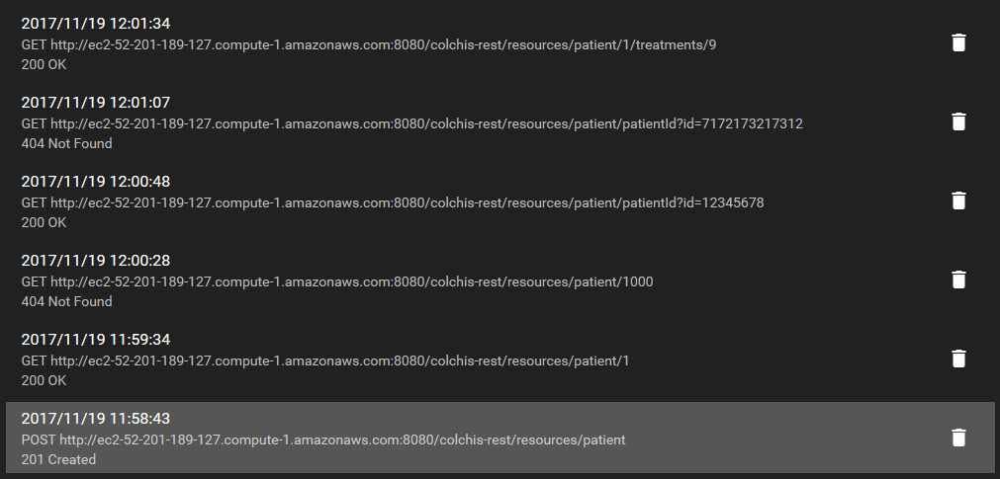 2017/11/19 12:01:34
GET http://ec2-52-201-189-127.compute-1.amazonaws.com:8080/colchis-rest/resources/patient/1/treatments/9
200 OK
2017/11/19 12:01:07
GET http://ec2-52-201-189-127.compute-1.amazonaws.com:8080/colchis-rest/resources/patient/patientId?id=7172173217312
404 Not Found
2017/11/19 12:00:48
GET http://ec2-52-201-189-127.compute-1.amazonaws.com:8080/colchis-rest/resources/patient/patientId?id=12345678
200 OK
2017/11/19 12:00:28
GET http://ec2-52-201-189-127.compute-1.amazonaws.com:8080/colchis-rest/resources/patient/1000
404 Not Found
2017/11/19 11:59:34
GET http://ec2-52-201-189-127.compute-1.amazonaws.com:8080/colchis-rest/resources/patient/1
200 OK
2017/11/19 11:58:43
POST http://ec2-52-201-189-127.compute-1.amazonaws.com:8080/colchis-rest/resources/patient
201 Created